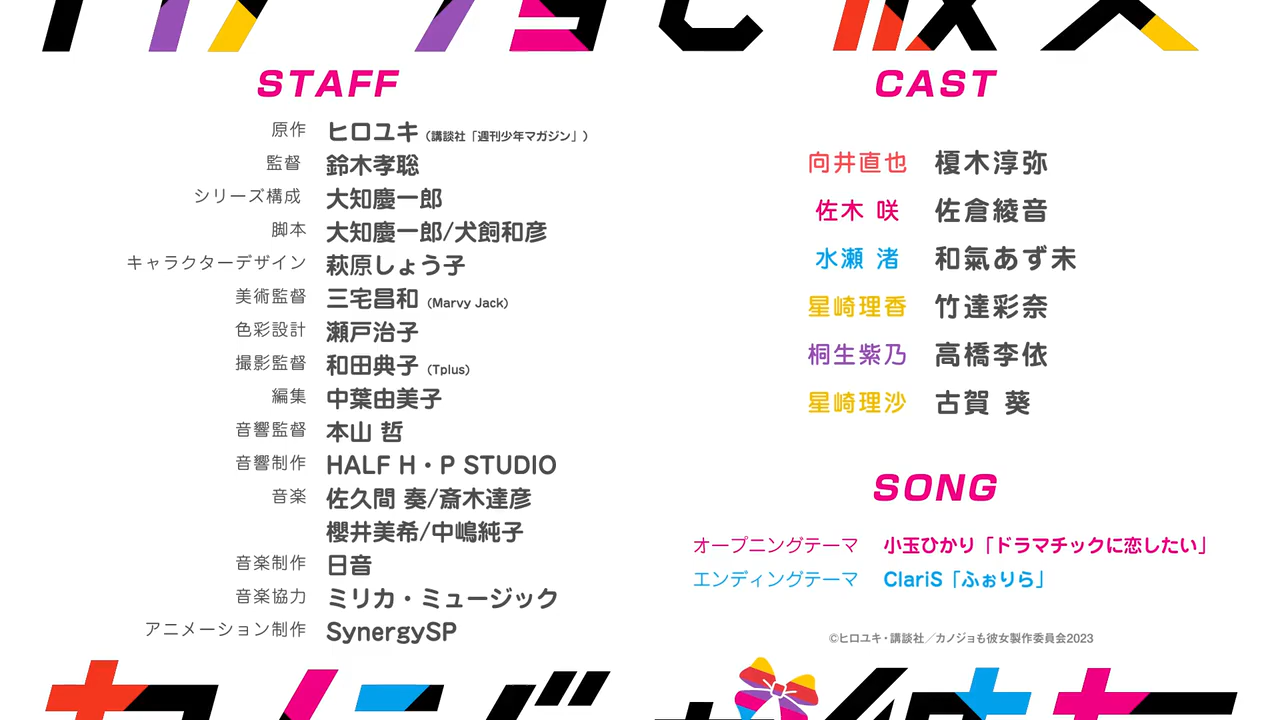 STAFF
原作 ヒロユキ（講談社「週刊少年マガジン」）
監督 鈴木孝聡
シリーズ構成 大知慶一郎
脚本 大知慶一郎/犬飼和彦
キャラクターデザイン 萩原しょう子
美術監督 三宅昌和 (Marvy Jack)
色彩設計 瀬戸治子
撮影監督 和田典子 (Tplus)
編集 中葉由美子
音響監督 本山 哲
音響制作 HALF H・P STUDIO
音楽 佐久間 奏/斎木達彦
櫻井美希/中嶋純子
音楽制作 日音
音楽協力 ミリカ・ミュージック
アニメーション制作 SynergySP
CAST
向井直也 榎木淳弥
佐木 咲 佐倉綾音
水瀬 渚 和氣あず未
星崎理香 竹達彩奈
桐生紫乃 高橋李依
星崎理沙 古賀 葵
SONG
オープニングテーマ 小玉ひかり「ドラマチックに恋したい」
エンディングテーマ ClariS「ふぉりら」
©ヒロユキ・講談社／カノジョも彼女製作委員会2023